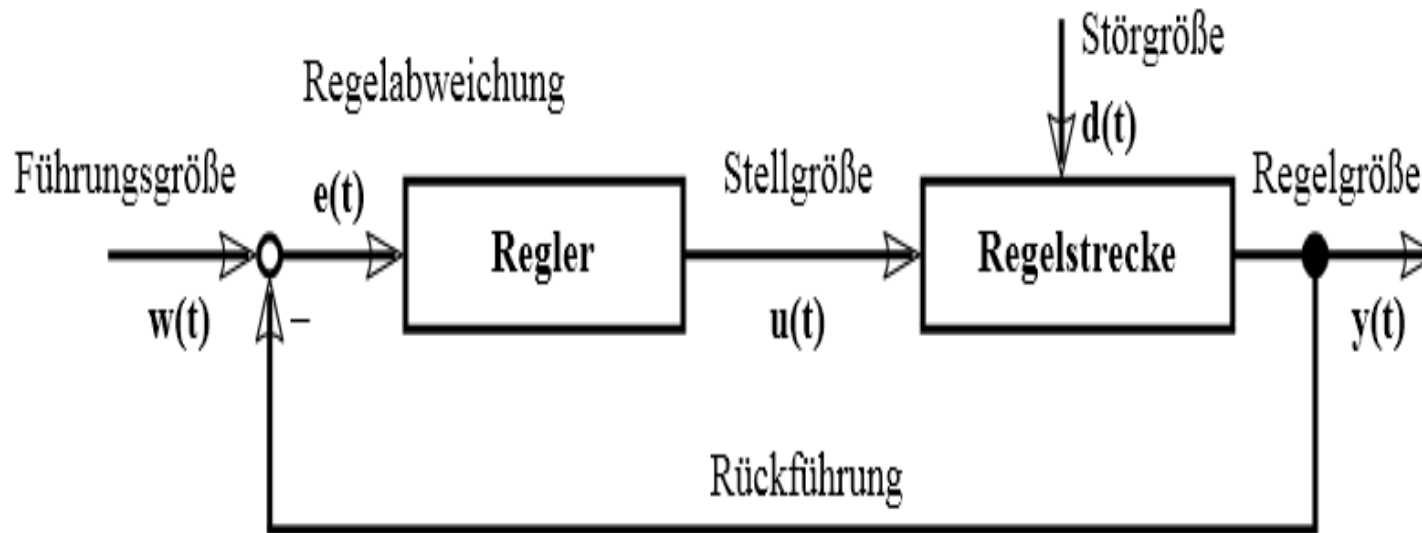 Störgröße
Regelabweichung
d(t)
Führungsgröße
Stellgröße
Regelgröße
e(t)
Regler
Regelstrecke
w(t)
–
u(t)
y(t)
Rückführung